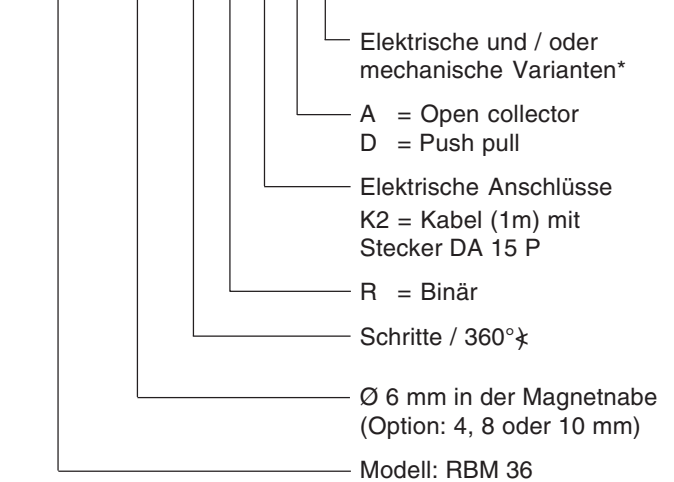 Elektrische und / oder
mechanische Varianten*
A = Open collector
D = Push pull
Elektrische Anschlüsse
K2 = Kabel (1m) mit
Stecker DA 15 P
R = Binär
Schritte / 360°∢
Ø 6 mm in der Magnetnabe
(Option: 4, 8 oder 10 mm)
Modell: RBM 36